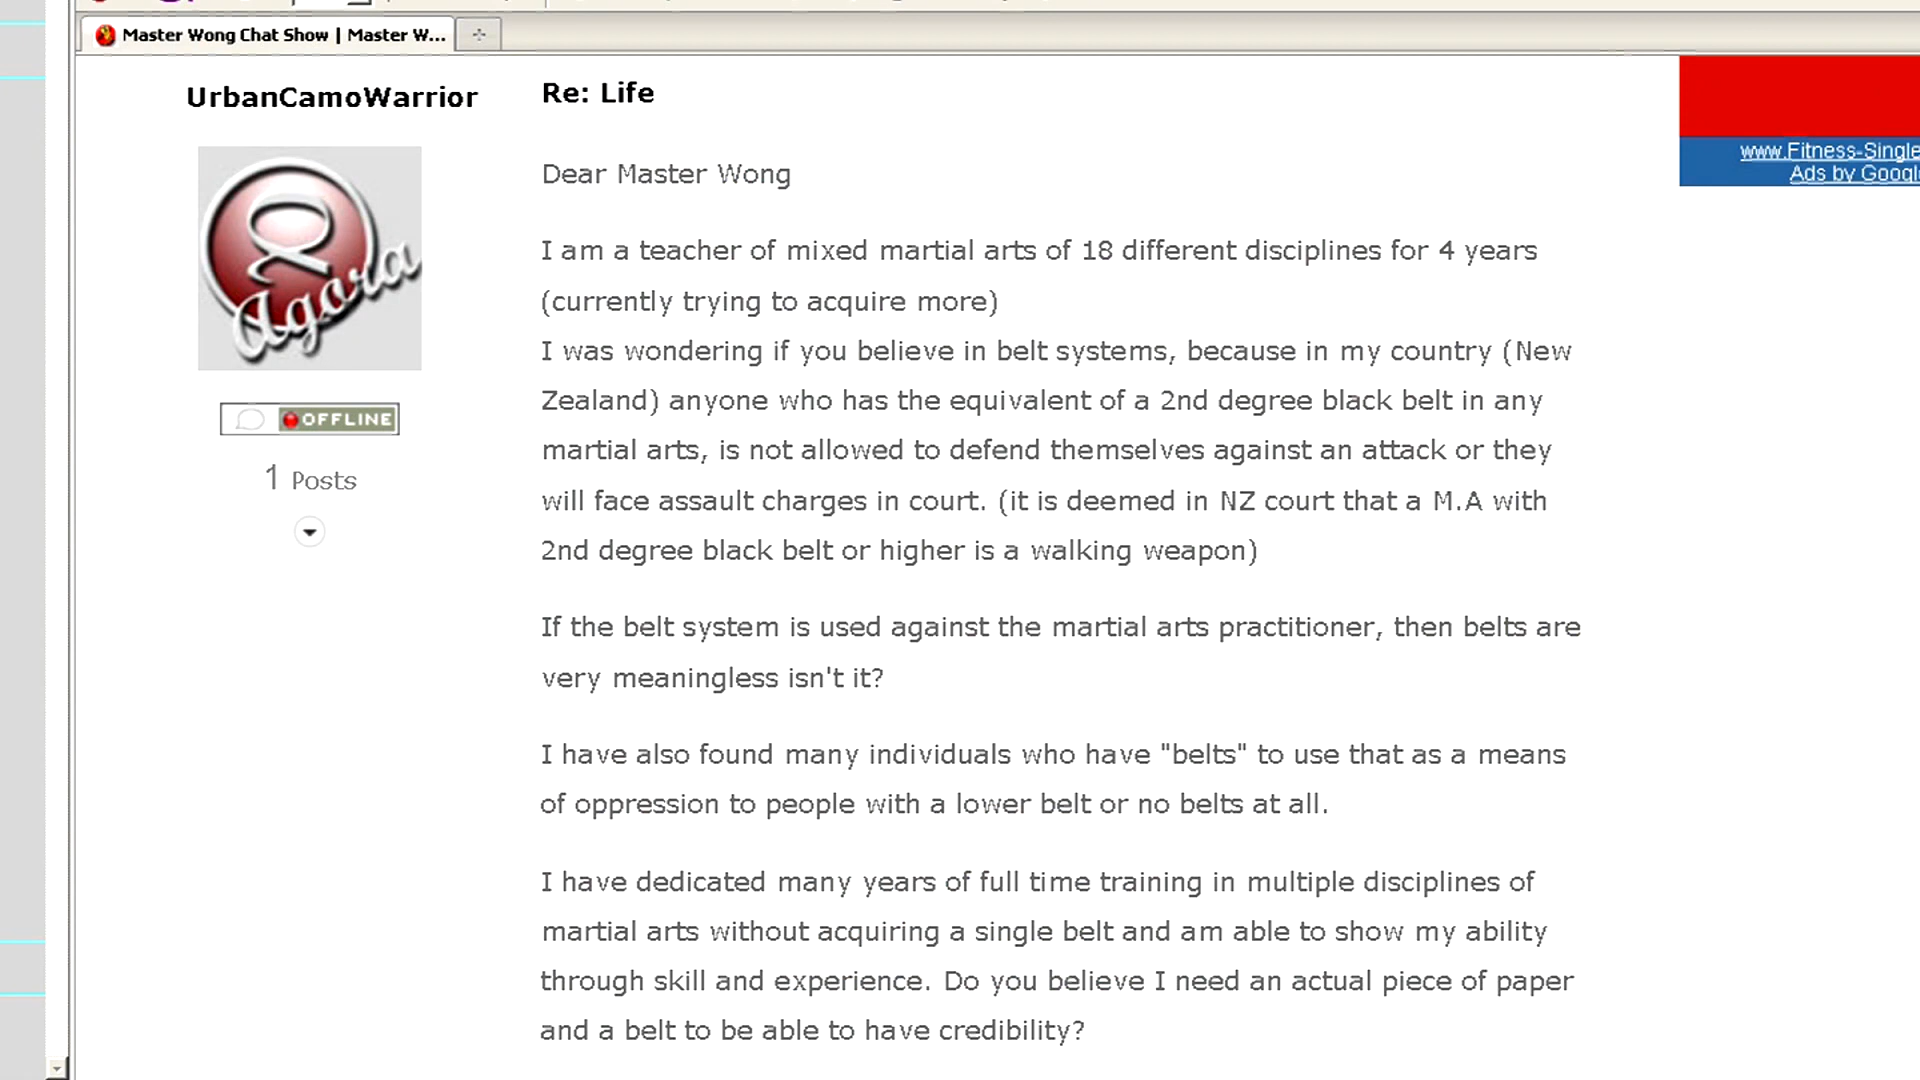 Master Wong Chat Show | Master W...
UrbanCamoWarrior
Re: Life
www.Fitness-Single
Ads by Googl
Agora
OFFLINE
1 Posts
Dear Master Wong
I am a teacher of mixed martial arts of 18 different disciplines for 4 years
(currently trying to acquire more)
I was wondering if you believe in belt systems, because in my country (New
Zealand) anyone who has the equivalent of a 2nd degree black belt in any
martial arts, is not allowed to defend themselves against an attack or they
will face assault charges in court. (it is deemed in NZ court that a M.A with
2nd degree black belt or higher is a walking weapon)
If the belt system is used against the martial arts practitioner, then belts are
very meaningless isn't it?
I have also found many individuals who have "belts" to use that as a means
of oppression to people with a lower belt or no belts at all.
I have dedicated many years of full time training in multiple disciplines of
martial arts without acquiring a single belt and am able to show my ability
through skill and experience. Do you believe I need an actual piece of paper
and a belt to be able to have credibility?